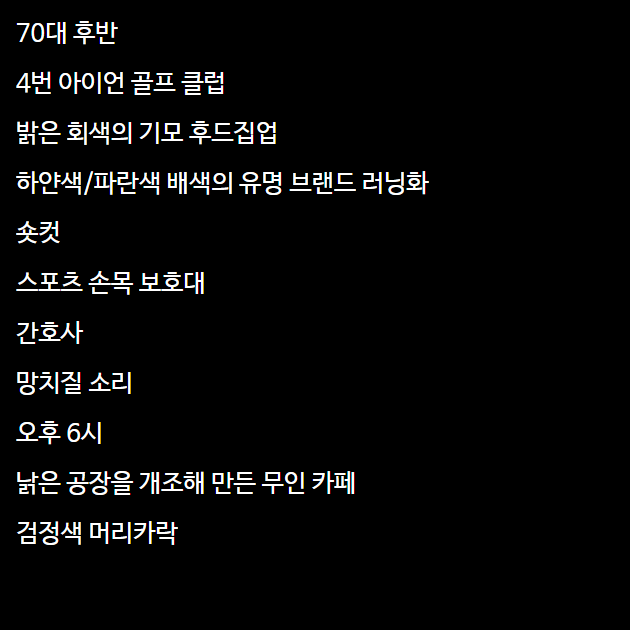 70대 후반
4번 아이언 골프 클럽
밝은 회색의 기모 후드집업
하얀색/파란색 배색의 유명 브랜드 러닝화
숏컷
스포츠 손목 보호대
간호사
망치질 소리
오후 6시
낡은 공장을 개조해 만든 무인 카페
검정색 머리카락